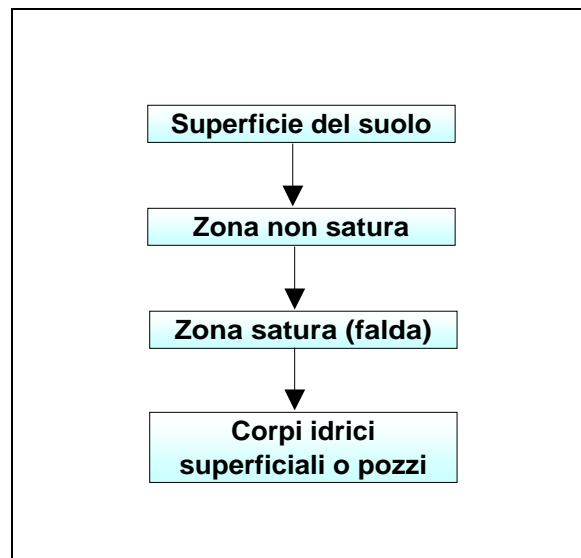 Superficie del suolo
Zona non satura
Zona satura (falda)
Corpi idrici
superficiali o pozzi